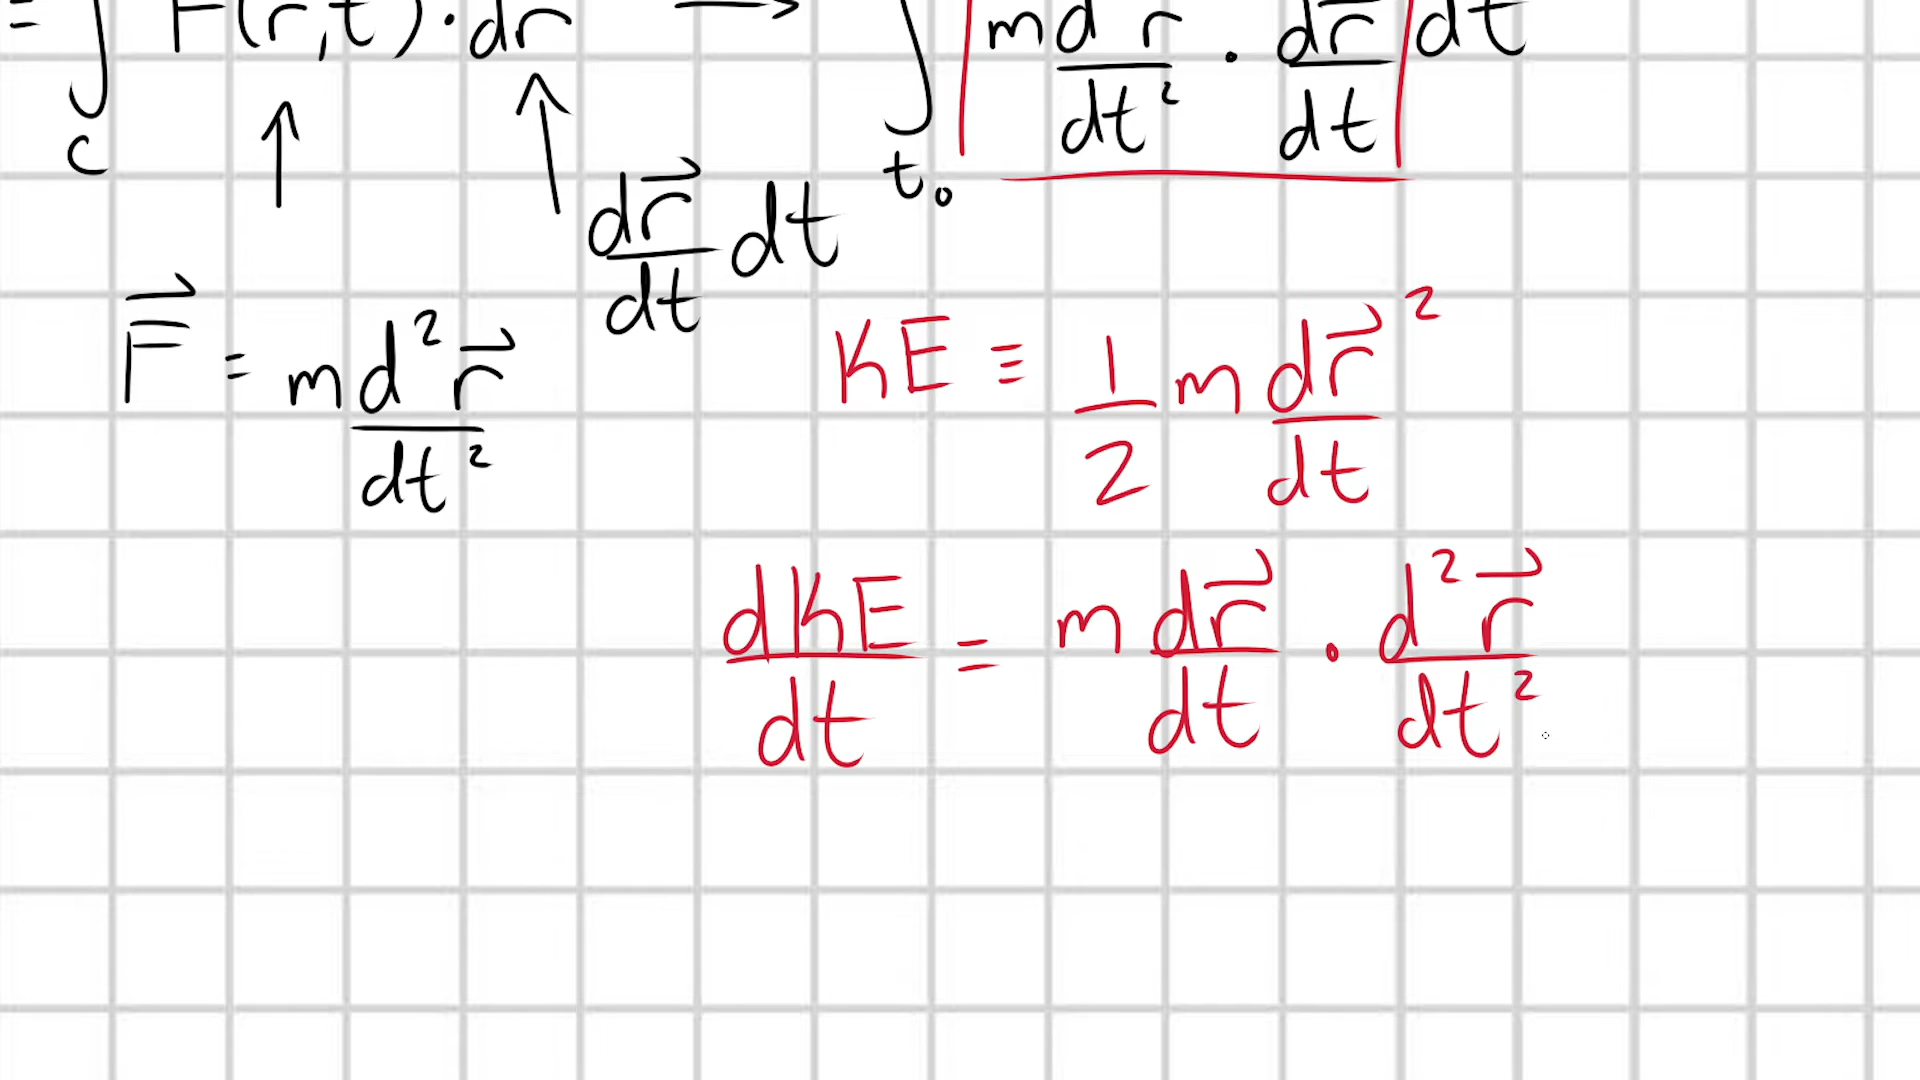 = ∫_C F(r,t)·dr → ∫_{t₀} | m d r/dt² · dr⃗/dt | dt
dr⃗/dt dt
F⃗ = m d²r⃗/dt²
KE ≡ 1/2 m dr⃗/dt ²
dKE/dt = m dr⃗/dt · d²r⃗/dt²